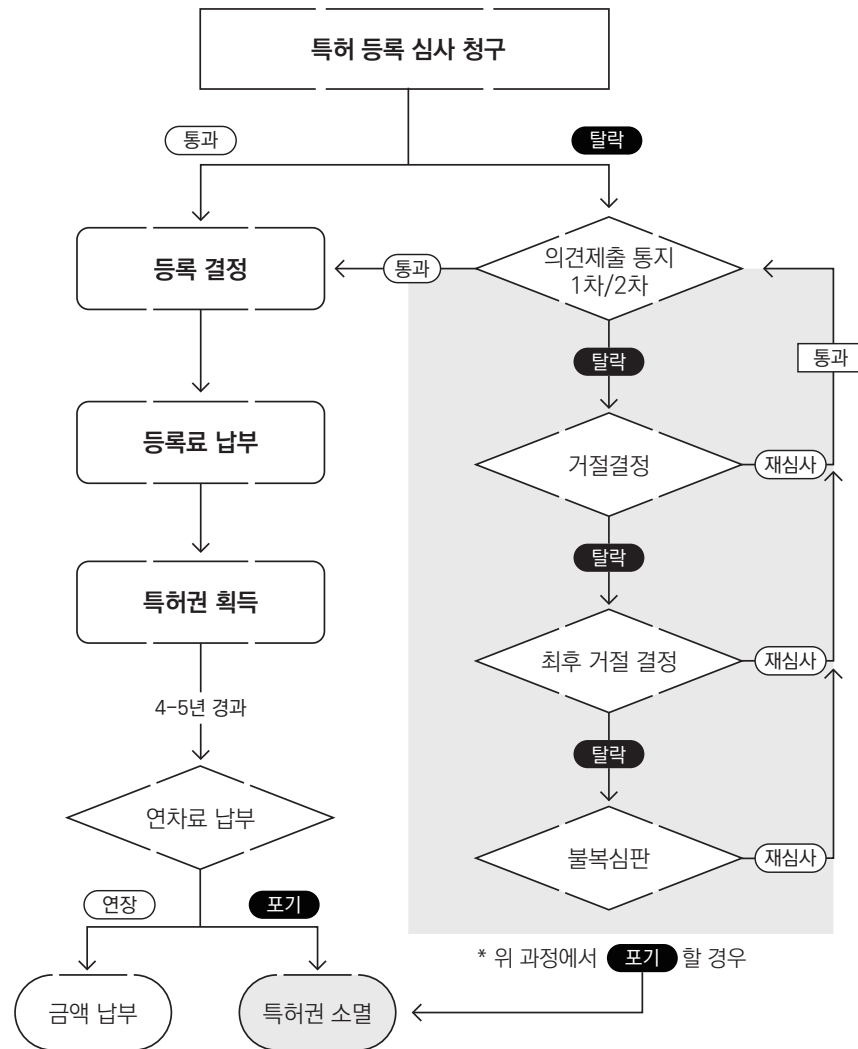 특허 등록 심사 청구
통과
탈락
등록 결정
통과
의견제출 통지
1차/2차
탈락
통과
등록료 납부
거절결정
재심사
탈락
특허권 획득
최후 거절 결정
재심사
4-5년 경과
탈락
연차료 납부
불복심판
재심사
연장
포기
* 위 과정에서 포기 할 경우
금액 납부
특허권 소멸